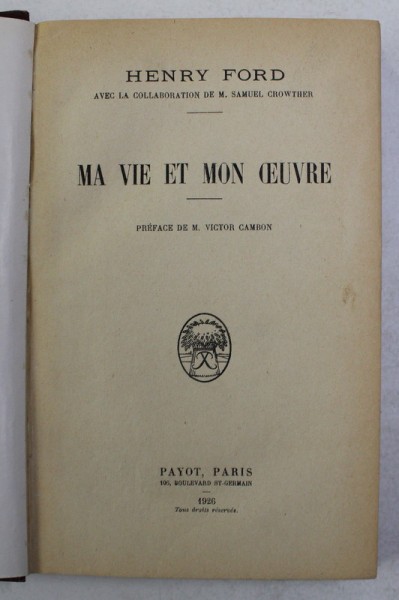 HENRY FORD
AVEC LA COLLABORATION DE M. SAMUEL CROWTHER
MA VIE ET MON ŒUVRE
PRÉFACE DE M. VICTOR CAMBON
PAYOT, PARIS
106, BOULEVARD ST-GERMAIN
1926
Tous droits réservés.